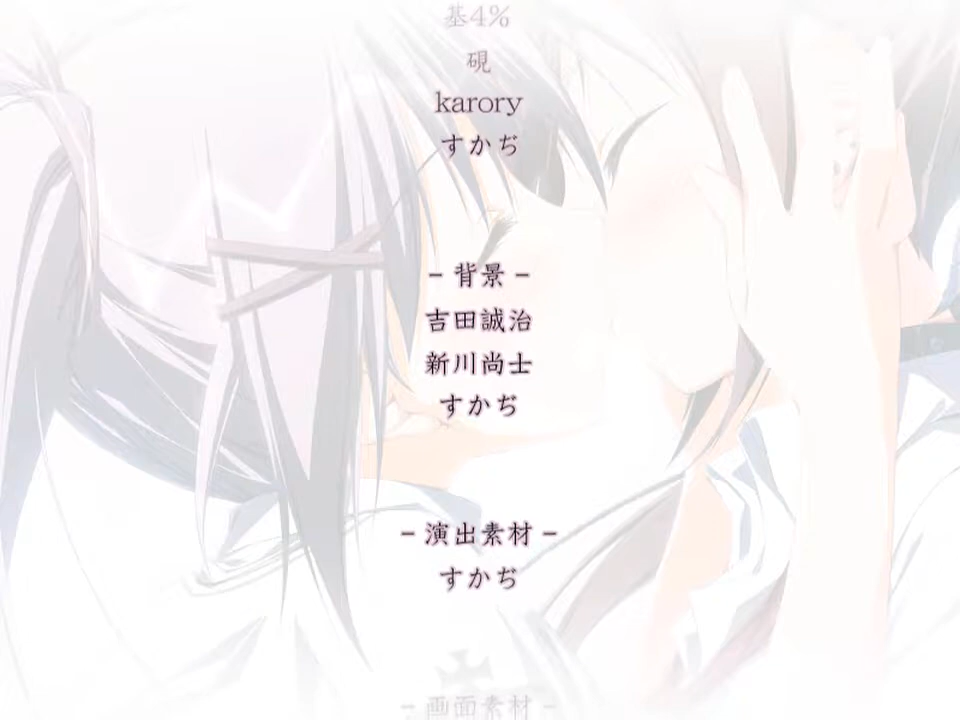 基4%
硯
karory
すかぢ
－ 背景 －
吉田誠治
新川尚士
すかぢ
－ 演出素材 －
すかぢ
－ 画面素材 －